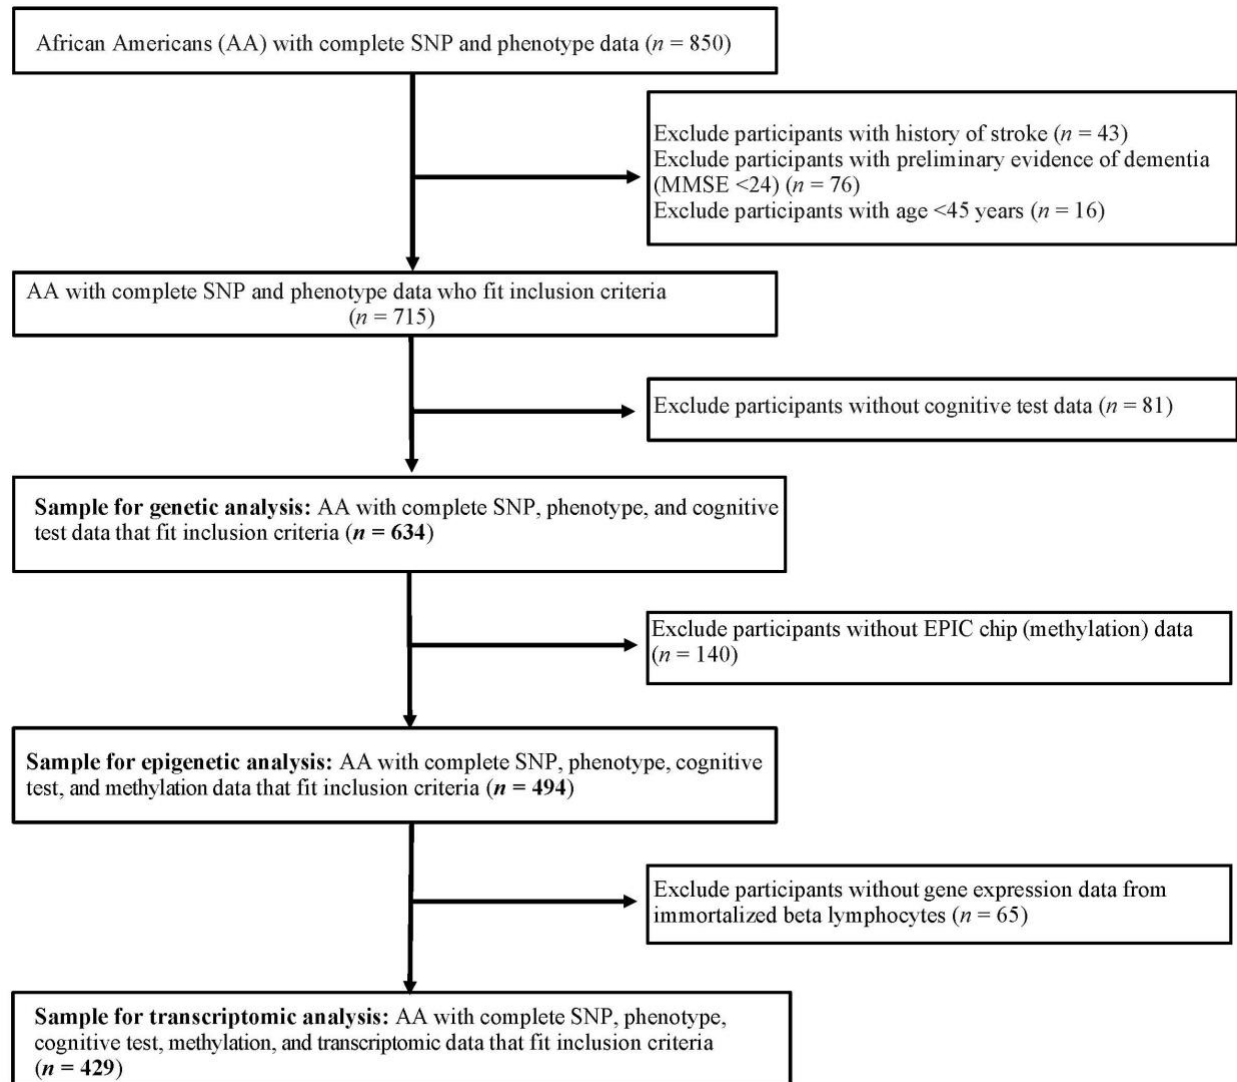 African Americans (AA) with complete SNP and phenotype data (n = 850)
Exclude participants with history of stroke (n = 43)
Exclude participants with preliminary evidence of dementia
(MMSE <24) (n = 76)
Exclude participants with age <45 years (n = 16)
AA with complete SNP and phenotype data who fit inclusion criteria
(n = 715)
Exclude participants without cognitive test data (n = 81)
Sample for genetic analysis: AA with complete SNP, phenotype, and cognitive
test data that fit inclusion criteria (n = 634)
Exclude participants without EPIC chip (methylation) data
(n = 140)
Sample for epigenetic analysis: AA with complete SNP, phenotype, cognitive
test, and methylation data that fit inclusion criteria (n = 494)
Exclude participants without gene expression data from
immortalized beta lymphocytes (n = 65)
Sample for transcriptomic analysis: AA with complete SNP, phenotype,
cognitive test, methylation, and transcriptomic data that fit inclusion criteria
(n = 429)